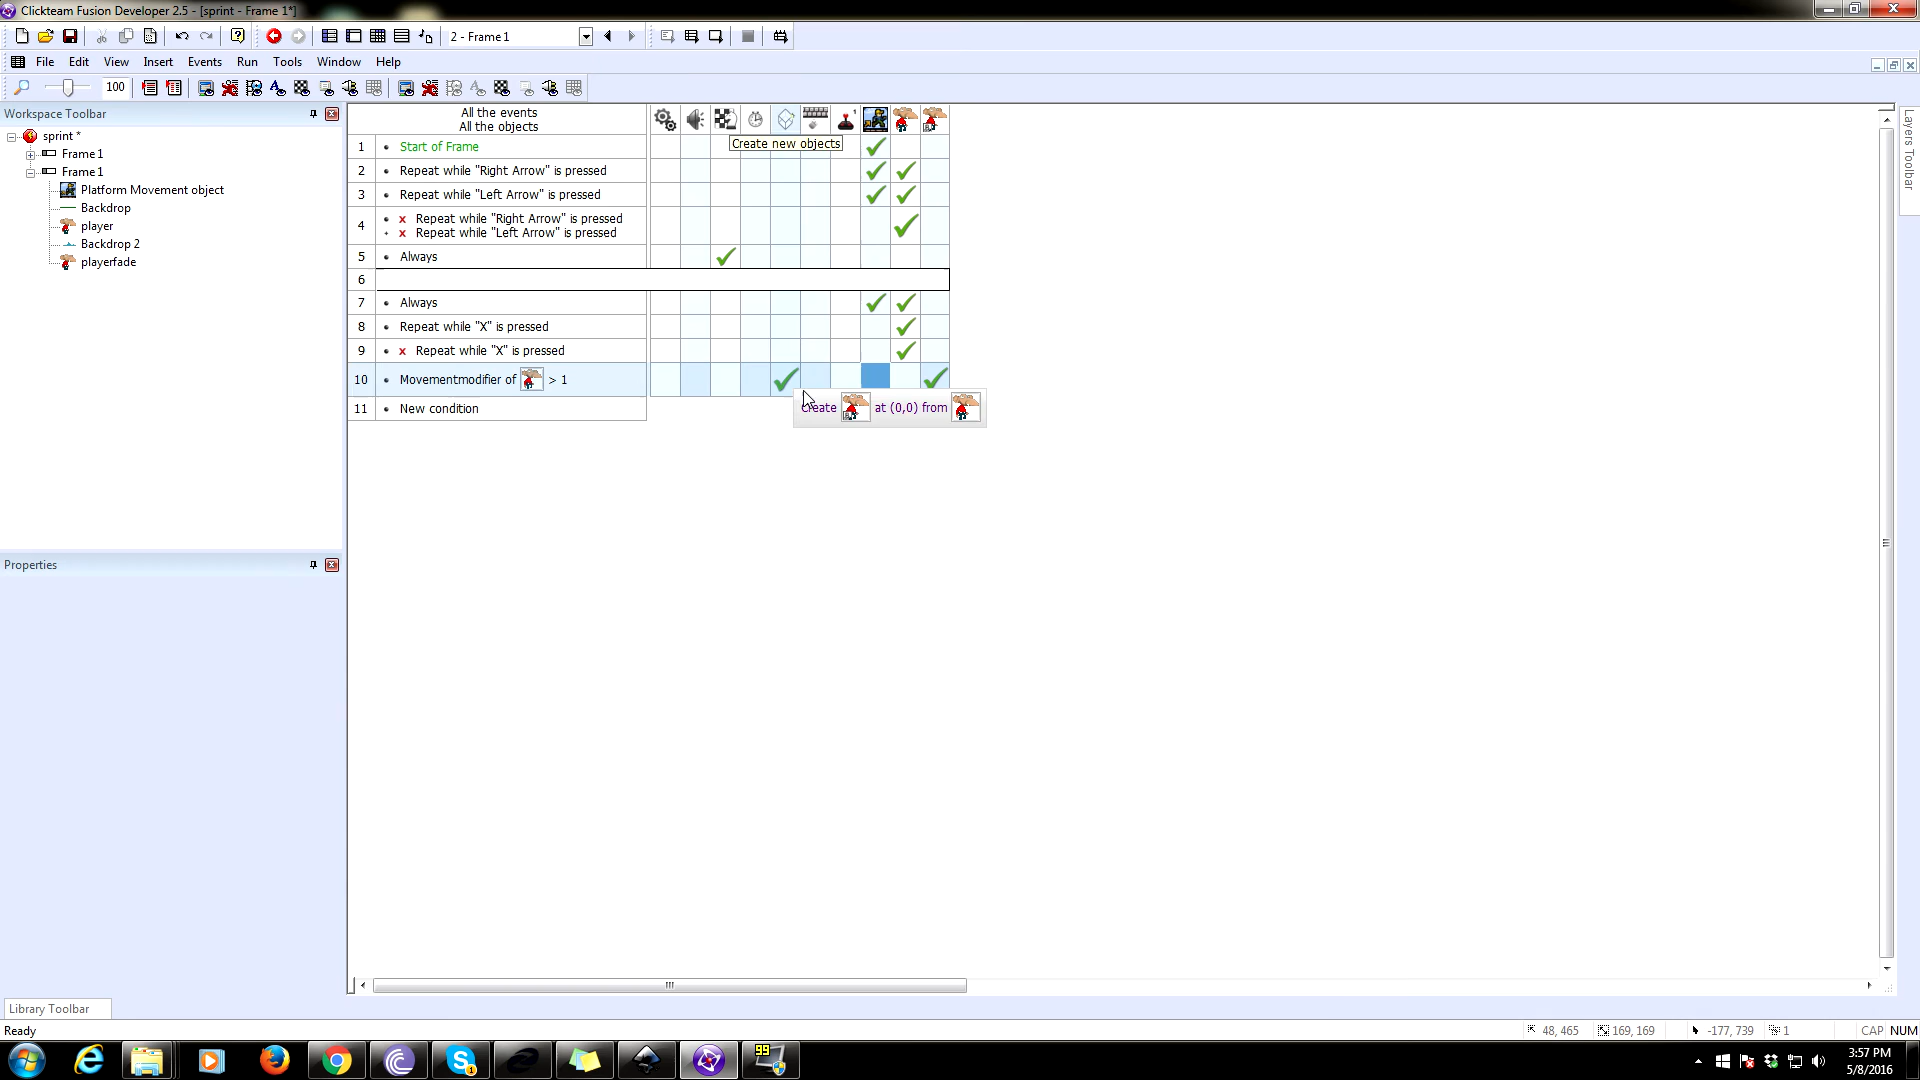 Clickteam Fusion Developer 2.5 - [sprint - Frame 1*]
100
2 - Frame 1
File Edit View Insert Events Run Tools Window Help
100
Workspace Toolbar
sprint *
Frame 1
Frame 1
Platform Movement object
Backdrop
player
Backdrop 2
playerfade
Properties
Library Toolbar
Layers Toolbar
All the events
All the objects
Create new objects
1 Start of Frame
2 Repeat while "Right Arrow" is pressed
3 Repeat while "Left Arrow" is pressed
4 X Repeat while "Right Arrow" is pressed
X Repeat while "Left Arrow" is pressed
5 Always
6
7 Always
8 Repeat while "X" is pressed
9 X Repeat while "X" is pressed
10 Movementmodifier of > 1
Create at (0,0) from
11 New condition
Ready
48, 465 169, 169 -177, 739 1 CAP NUM
99
3:57 PM
5/8/2016